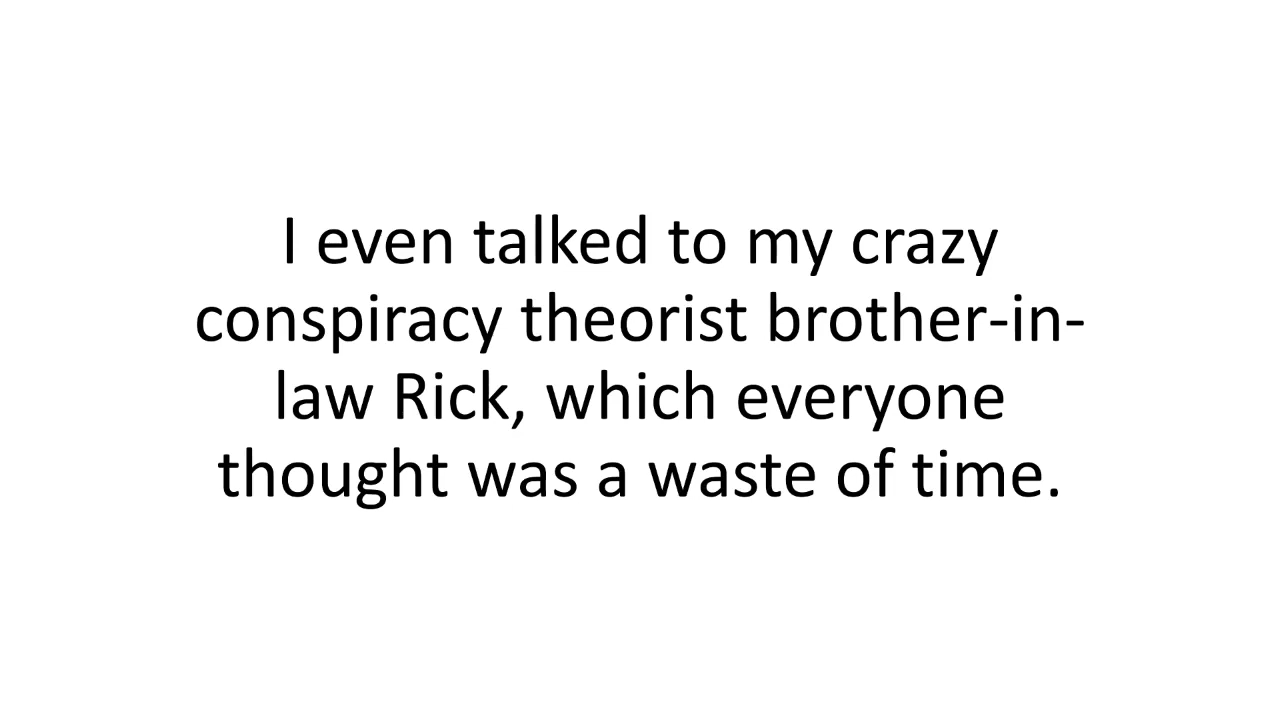 I even talked to my crazy
conspiracy theorist brother-in-
law Rick, which everyone
thought was a waste of time.